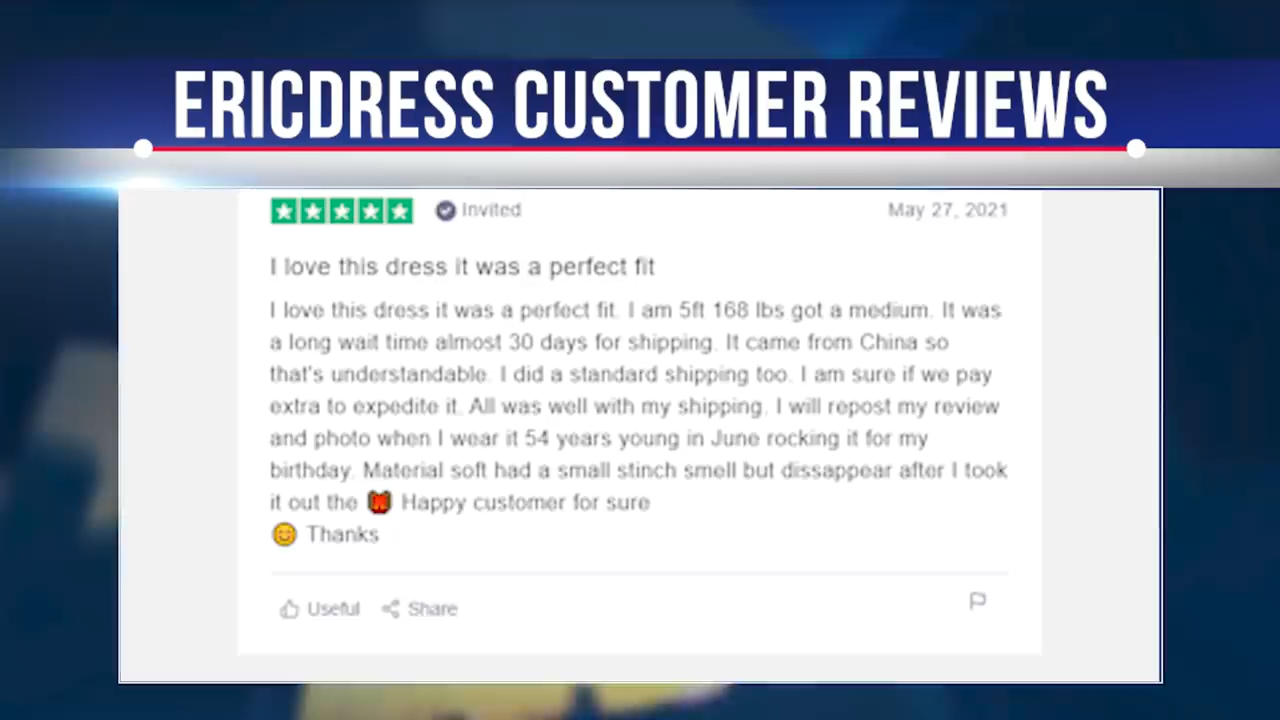 ERICDRESS CUSTOMER REVIEWS
Invited
May 27, 2021
I love this dress it was a perfect fit
I love this dress it was a perfect fit. I am 5ft 168 lbs got a medium. It was
a long wait time almost 30 days for shipping. It came from China so
that's understandable. I did a standard shipping too. I am sure if we pay
extra to expedite it. All was well with my shipping. I will repost my review
and photo when I wear it 54 years young in June rocking it for my
birthday. Material soft had a small stinch smell but dissappear after I took
it out the Happy customer for sure
Thanks
Useful Share